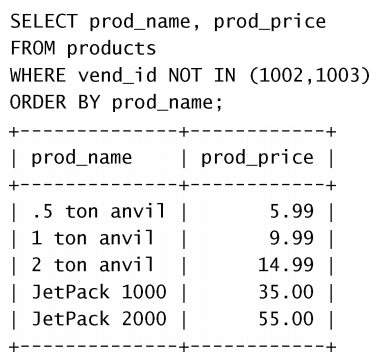 SELECT prod_name, prod_price
FROM products
WHERE vend_id NOT IN (1002,1003)
ORDER BY prod_name;
+--------------+------------+
| prod_name    | prod_price |
+--------------+------------+
| .5 ton anvil |       5.99 |
| 1 ton anvil  |       9.99 |
| 2 ton anvil  |      14.99 |
| JetPack 1000 |      35.00 |
| JetPack 2000 |      55.00 |
+--------------+------------+